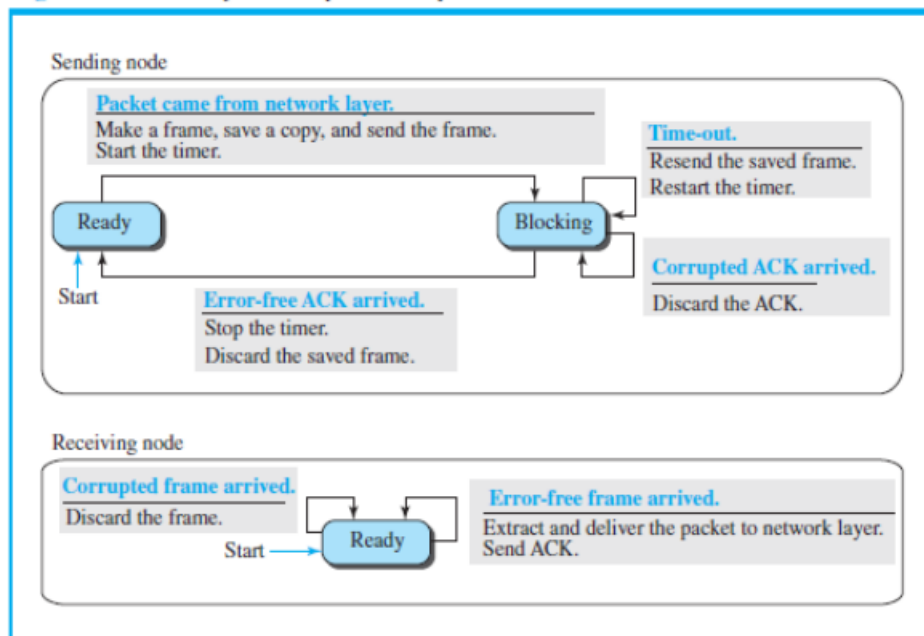 Sending node
Packet came from network layer.
Make a frame, save a copy, and send the frame.
Start the timer.
Time-out.
Resend the saved frame.
Restart the timer.
Ready
Blocking
Start
Error-free ACK arrived.
Stop the timer.
Discard the saved frame.
Corrupted ACK arrived.
Discard the ACK.
Receiving node
Corrupted frame arrived.
Discard the frame.
Start
Ready
Error-free frame arrived.
Extract and deliver the packet to network layer.
Send ACK.